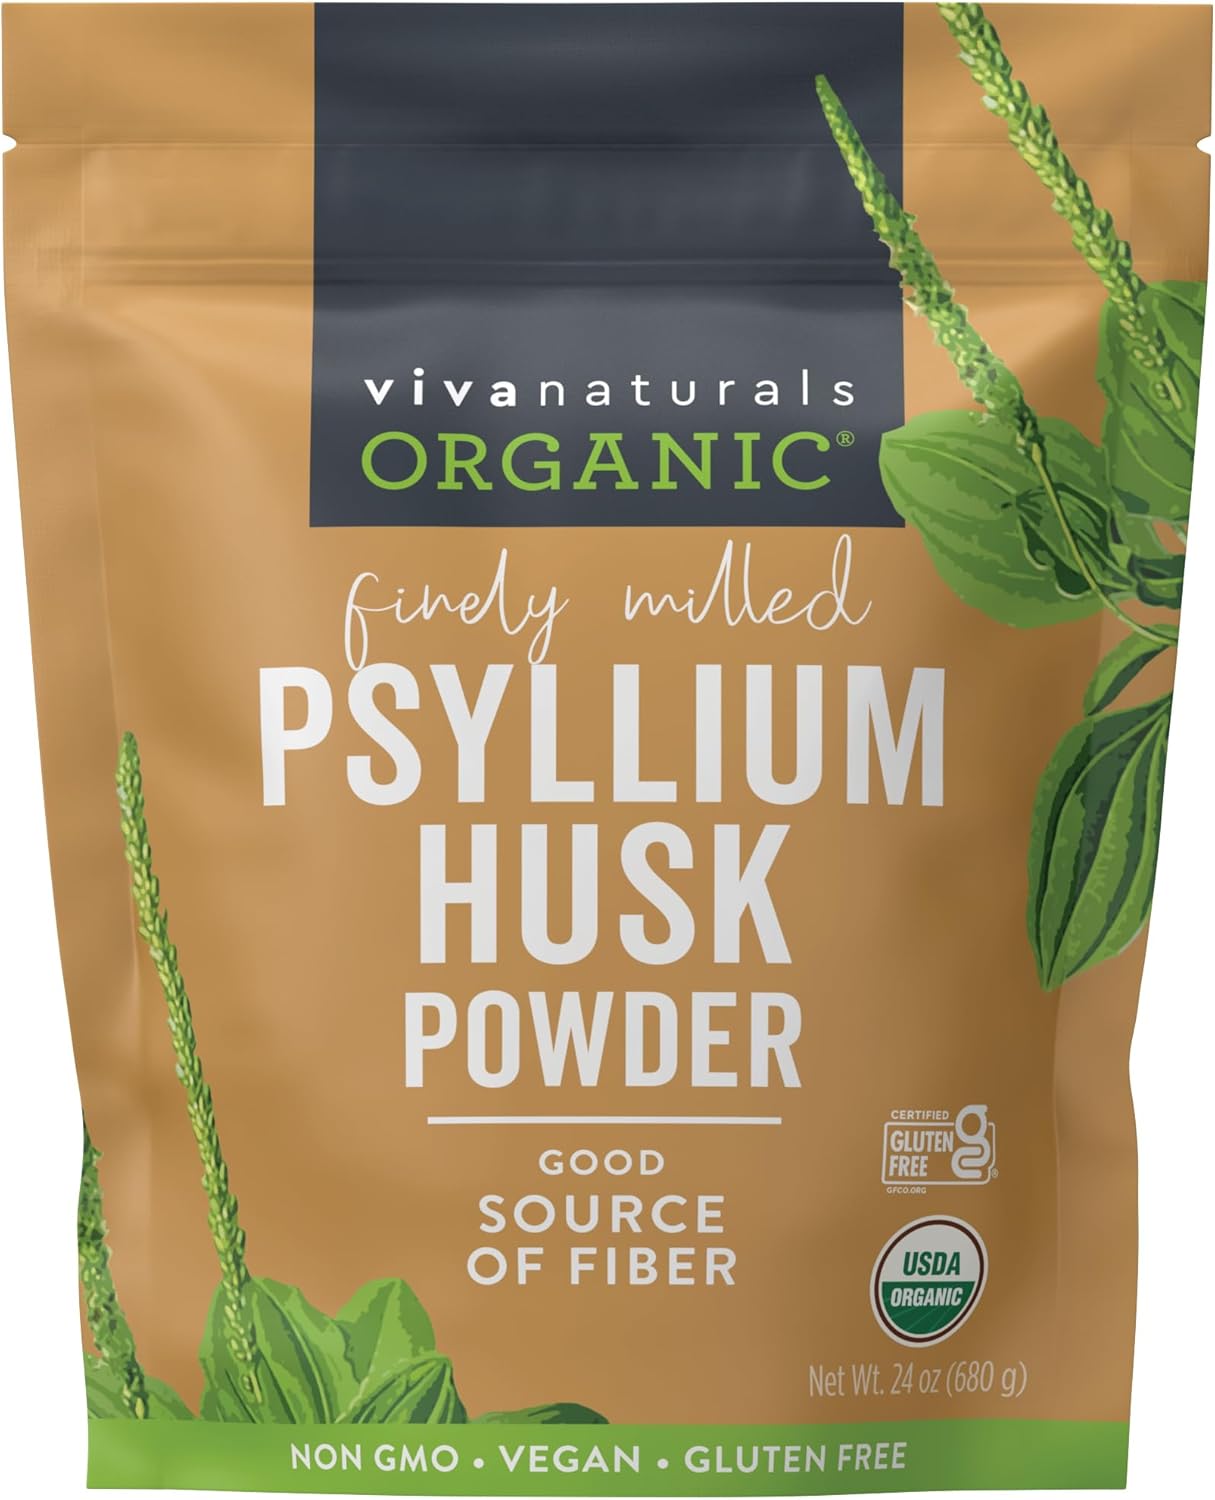 vivanaturals
ORGANIC®
finely milled
PSYLLIUM
HUSK
POWDER
GOOD
SOURCE
OF FIBER
CERTIFIED
GLUTEN
FREE
GFCO.ORG
USDA
ORGANIC
Net Wt. 24 oz (680 g)
NON GMO • VEGAN • GLUTEN FREE